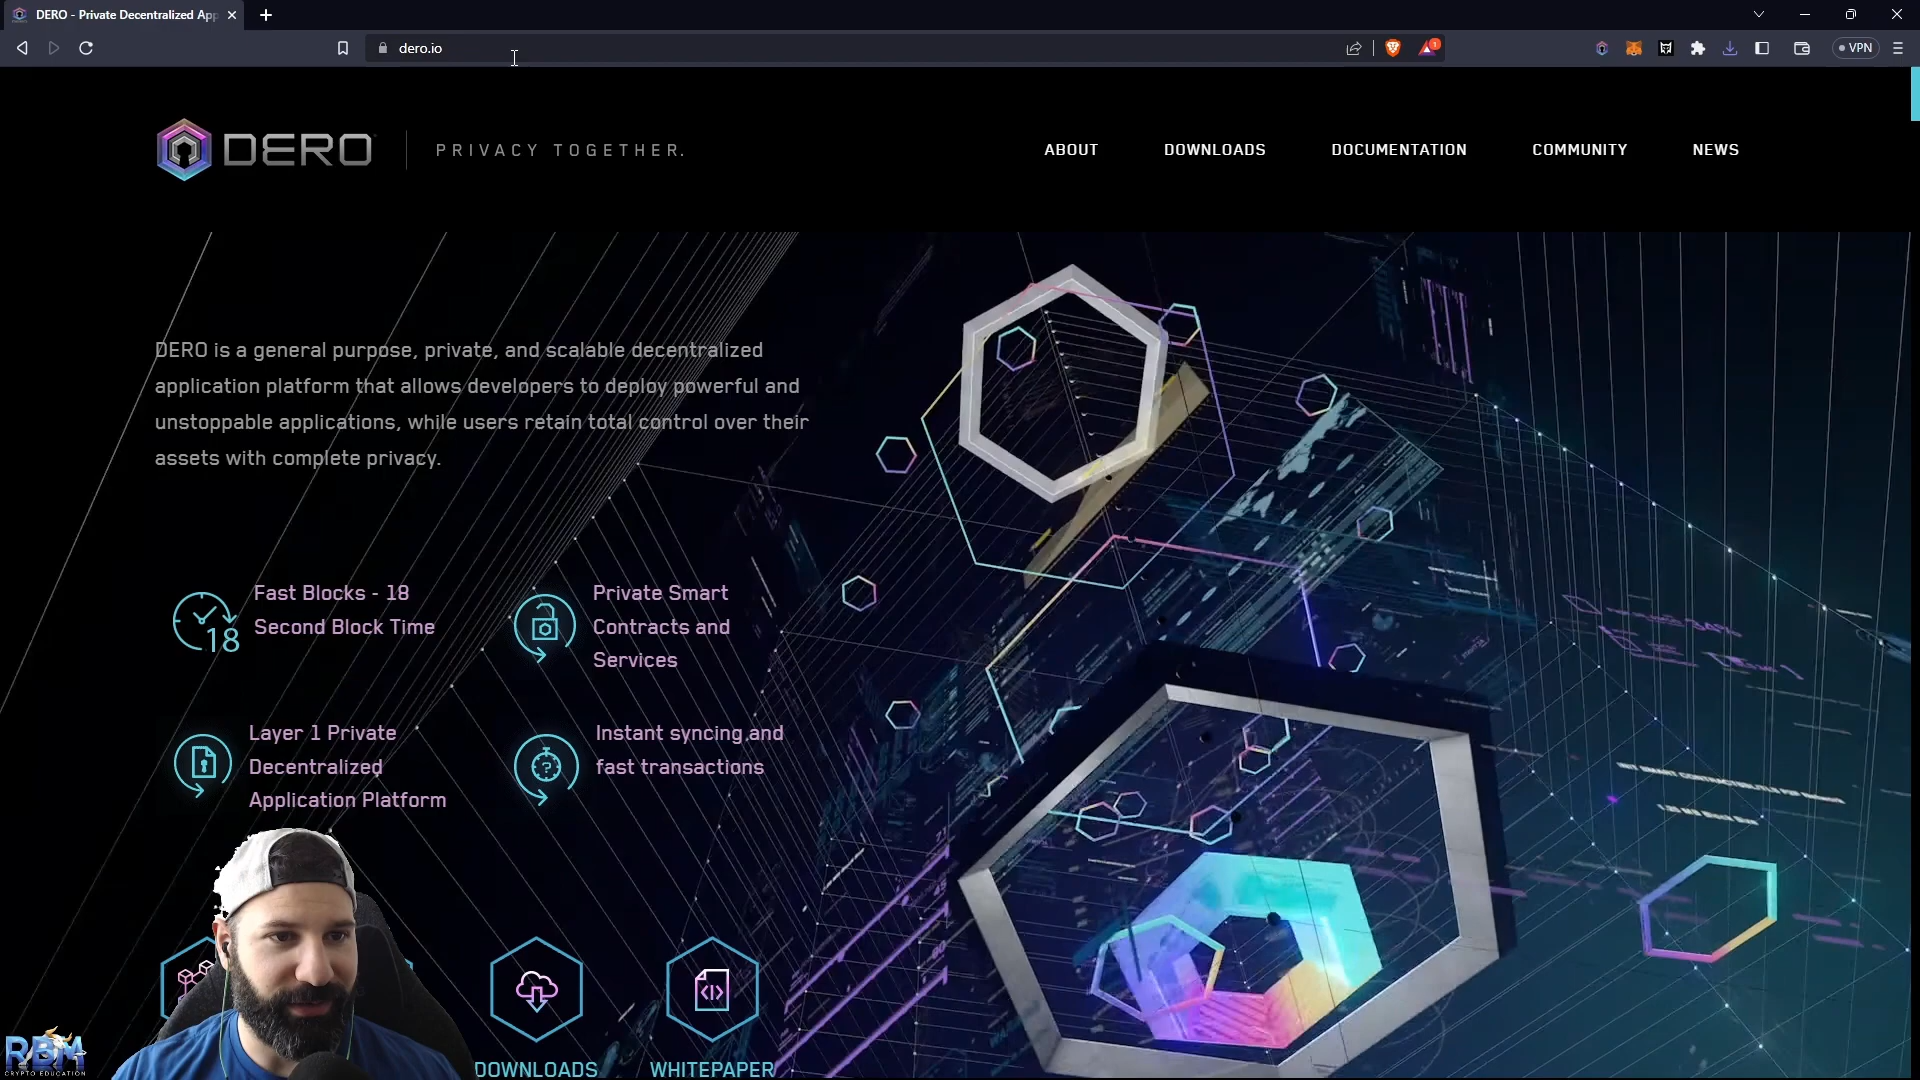 DERO - Private Decentralized App
dero.io
1
VPN
DERO
PRIVACY TOGETHER.
ABOUT
DOWNLOADS
DOCUMENTATION
COMMUNITY
NEWS
DERO is a general purpose, private, and scalable decentralized
application platform that allows developers to deploy powerful and
unstoppable applications, while users retain total control over their
assets with complete privacy.
18
Fast Blocks - 18
Second Block Time
Private Smart
Contracts and
Services
Layer 1 Private
Decentralized
Application Platform
?
Instant syncing and
fast transactions
DOWNLOADS
WHITEPAPER
RBM
CRYPTO EDUCATION